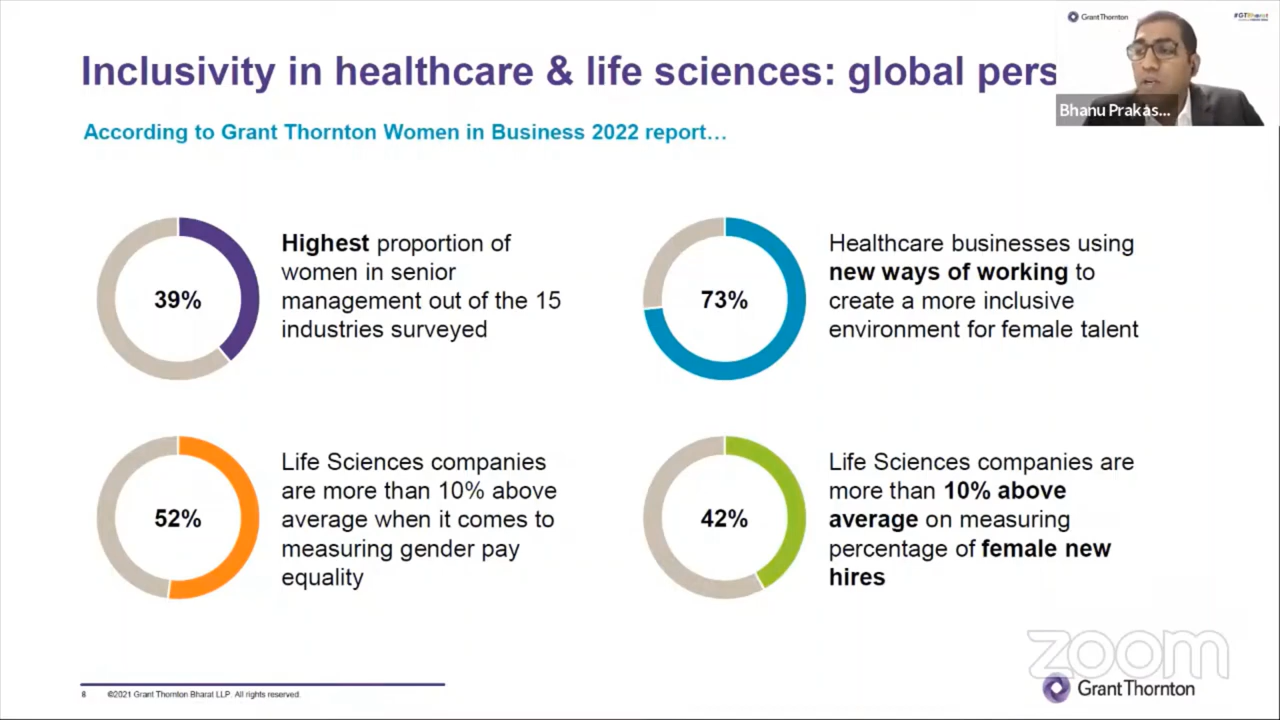 Inclusivity in healthcare & life sciences: global pers
According to Grant Thornton Women in Business 2022 report…
39%
Highest proportion of
women in senior
management out of the 15
industries surveyed
73%
Healthcare businesses using
new ways of working to
create a more inclusive
environment for female talent
52%
Life Sciences companies
are more than 10% above
average when it comes to
measuring gender pay
equality
42%
Life Sciences companies are
more than 10% above
average on measuring
percentage of female new
hires
Grant Thornton
#GTBharat
Bhanu Prakas...
8 ©2021 Grant Thornton Bharat LLP. All rights reserved.
zoom
Grant Thornton